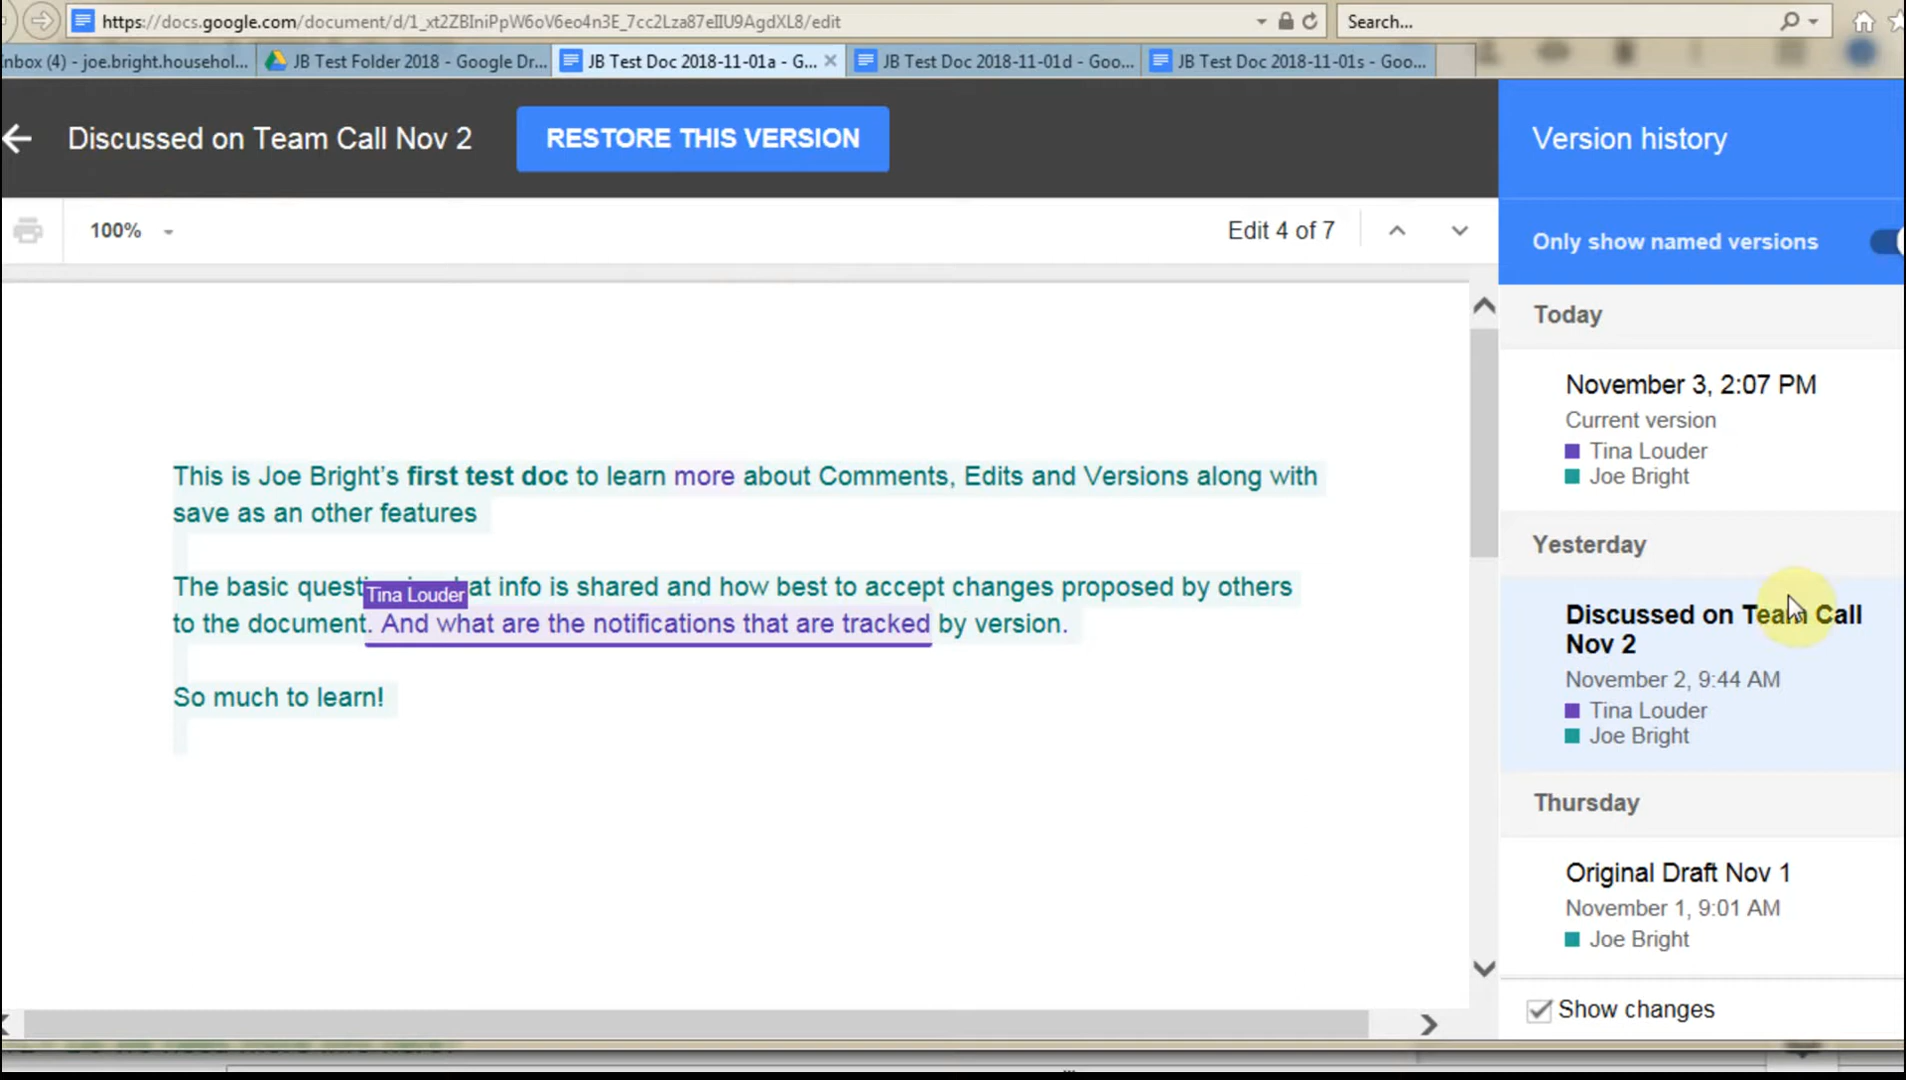 https://docs.google.com/document/d/1_xt2ZBIniPpW6oV6eo4n3E_7cc2Lza87eIIU9AgdXL8/edit
Search...
Inbox (4) - joe.bright.househol...
JB Test Folder 2018 - Google Dr...
JB Test Doc 2018-11-01a - G...
JB Test Doc 2018-11-01d - Goo...
JB Test Doc 2018-11-01s - Goo...
Discussed on Team Call Nov 2
RESTORE THIS VERSION
100%
Edit 4 of 7
This is Joe Bright's first test doc to learn more about Comments, Edits and Versions along with
save as an other features
The basic at info is shared and how best to accept changes proposed by others
Tina Louder
to the document. And what are the notifications that are tracked by version.
So much to learn!
Version history
Only show named versions
Today
November 3, 2:07 PM
Current version
Tina Louder
Joe Bright
Yesterday
Discussed on Team Call
Nov 2
November 2, 9:44 AM
Tina Louder
Joe Bright
Thursday
Original Draft Nov 1
November 1, 9:01 AM
Joe Bright
Show changes